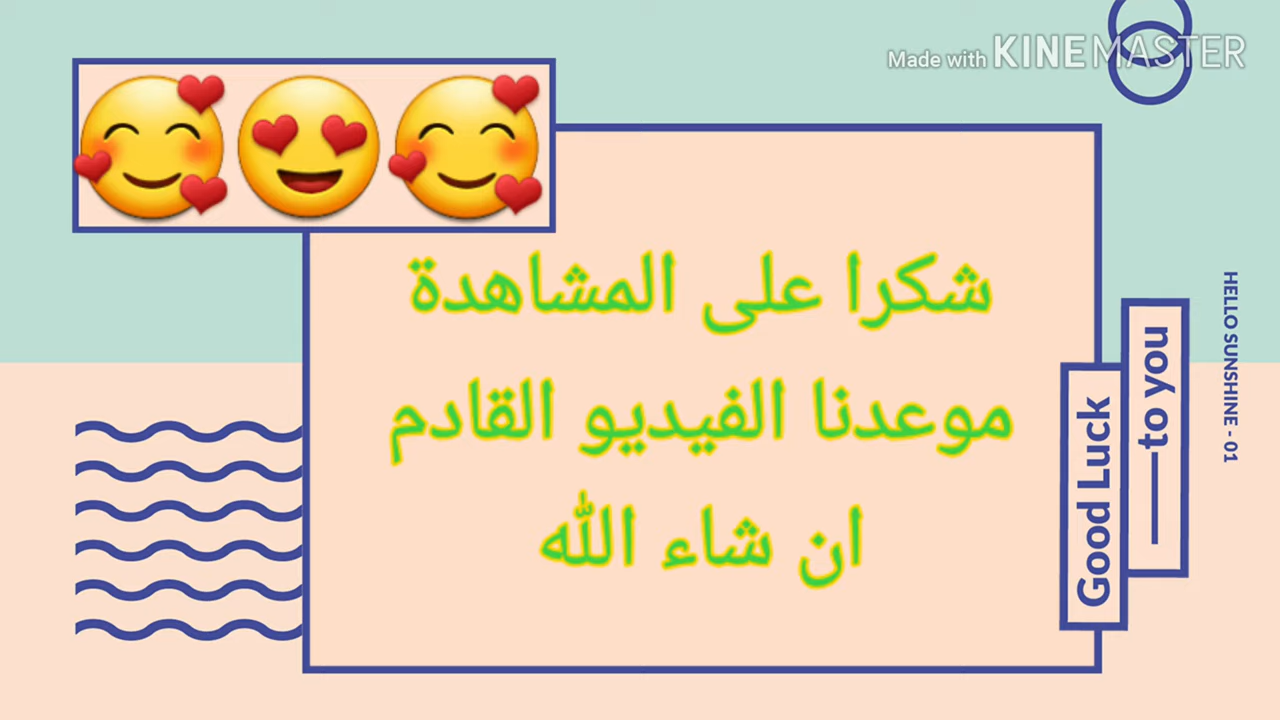 Made with KINEMASTER
شكرا على المشاهدة
موعدنا الفيديو القادم
ان شاء الله
Good Luck
to you
HELLO SUNSHINE - 01